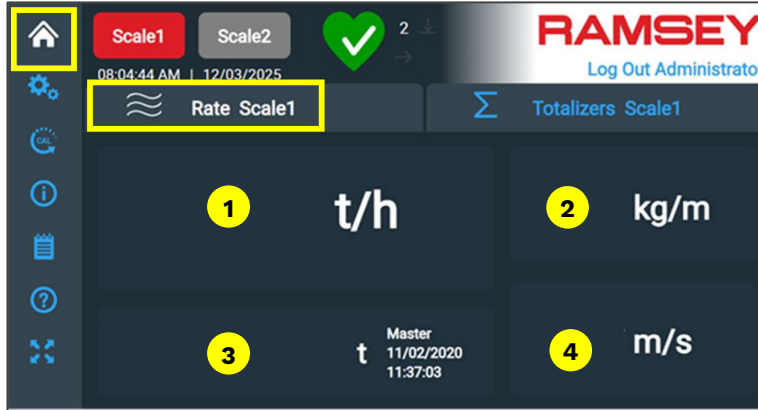 Scale1 Scale2 2 RAMSEY
08:04:44 AM | 12/03/2025 Log Out Administrato
Rate Scale1 Σ Totalizers Scale1
CAL
1 t/h 2 kg/m
3 t Master
11/02/2020
11:37:03
4 m/s